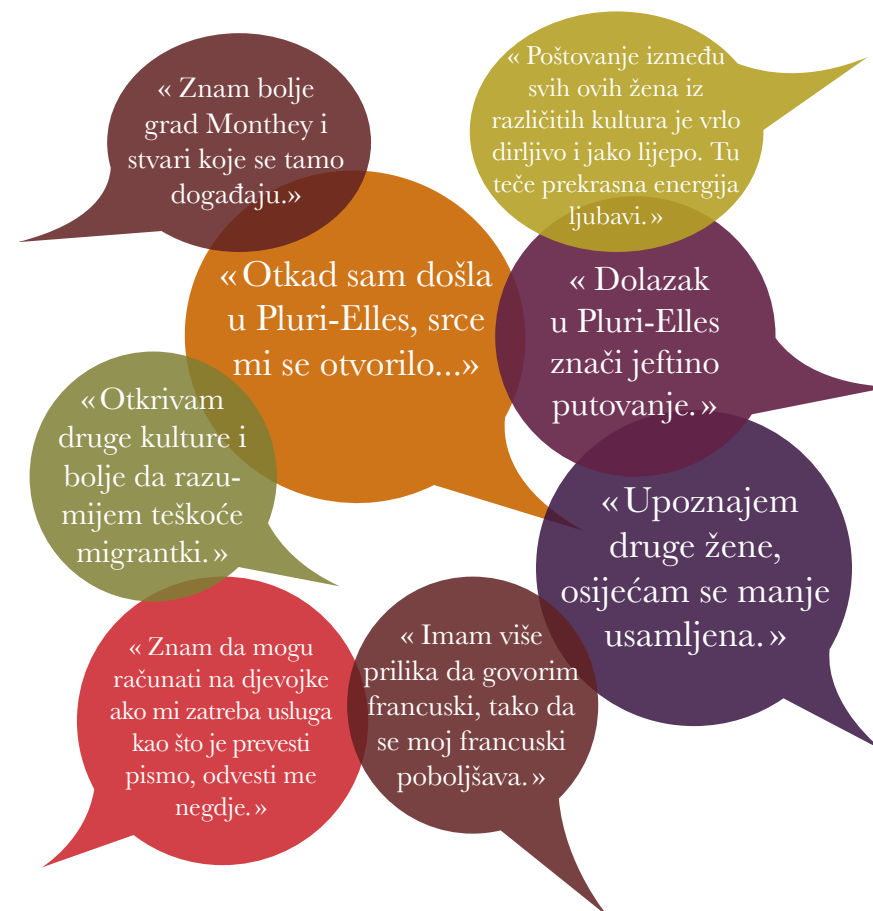 « Znam bolje
grad Monthey i
stvari koje se tamo
događaju.»
« Poštovanje između
svih ovih žena iz
različitih kultura je vrlo
dirljivo i jako lijepo. Tu
teče prekrasna energija
ljubavi. »
« Otkad sam došla
u Pluri-Elles, srce
mi se otvorilo...»
« Dolazak
u Pluri-Elles
znači jeftino
putovanje. »
« Otkrivam
druge kulture i
bolje da razu-
mijem teškoće
migrantki. »
« Upoznajem
druge žene,
osijećam se manje
usamljena. »
« Znam da mogu
računati na djevojke
ako mi zatreba usluga
kao što je prevesti
pismo, odvesti me
negdje. »
« Imam više
prilika da govorim
francuski, tako da
se moj francuski
poboljšava. »